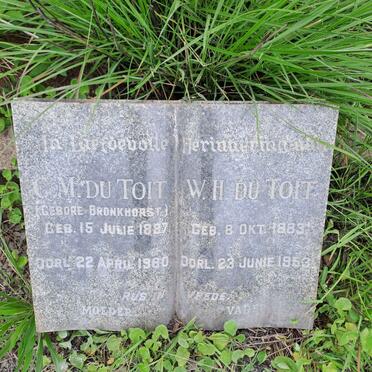 In Liefdevolle Herinnering aan
C.M. DU TOIT
(GEBORE BRONKHORST)
GEB. 15 JULIE 1887
OORL. 22 APRIL 1960
W.H. DU TOIT
GEB. 8 OKT. 1883
OORL. 23 JUNIE 1953
RUS IN VREDE
MOEDER
VADER